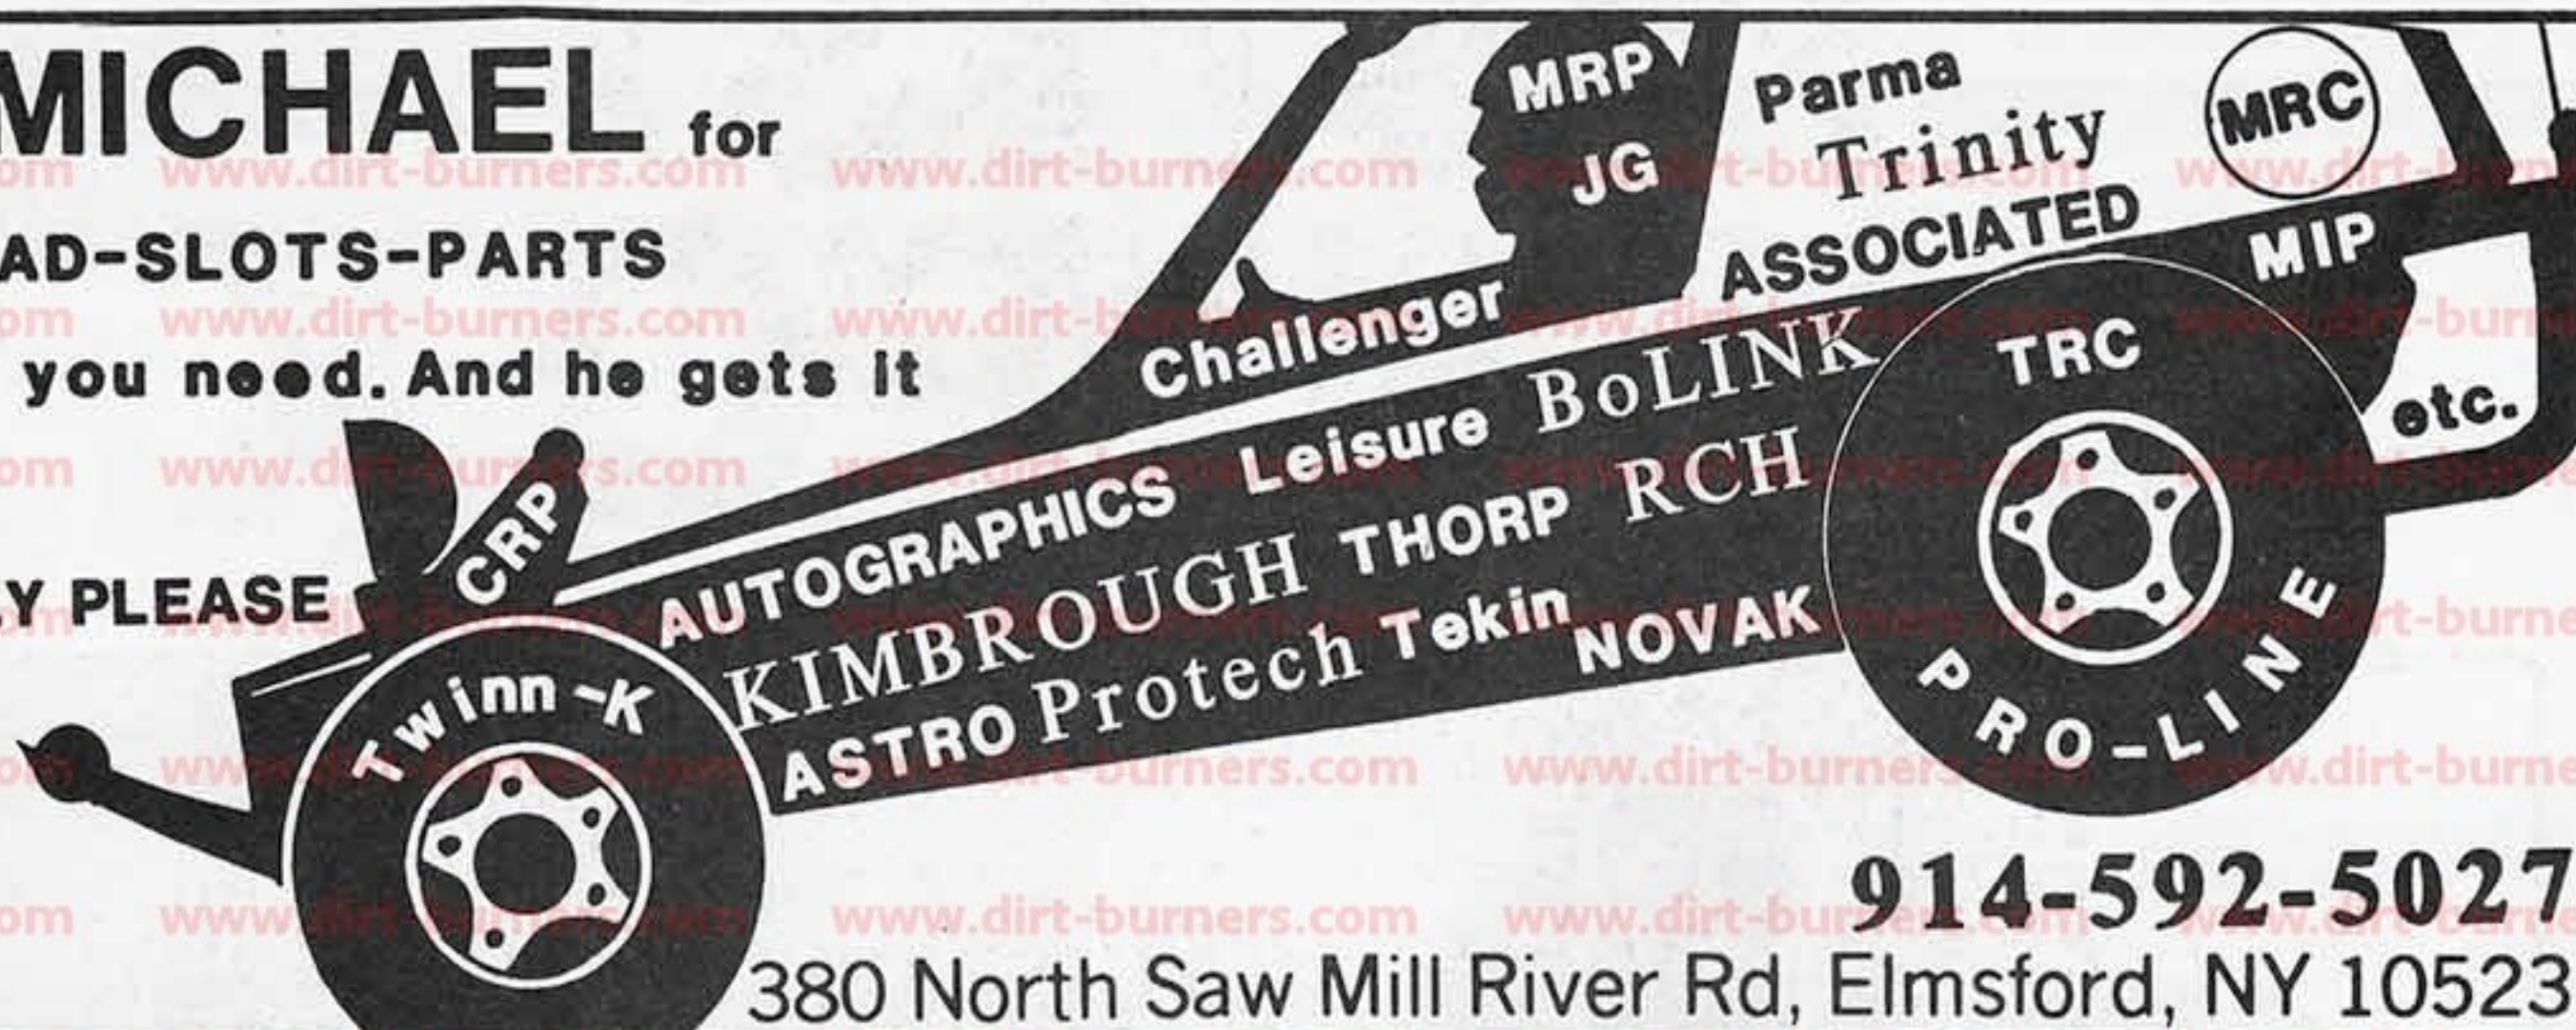 MICHAEL for
AD-SLOTS-PARTS
you need. And he gets it
Y PLEASE
MRP
JG
Parma
Trinity
ASSOCIATED
MRC
MIP
Challenger
etc.
CRP
AUTOGRAPHICS Leisure BoLINK
KIMBROUGH THORP RCH
ASTRO Protech Tekin NOVAK
TRC
PRO-LINE
Twinn-K
914-592-5027
380 North Saw Mill River Rd, Elmsford, NY 10523
www.dirt-burners.com